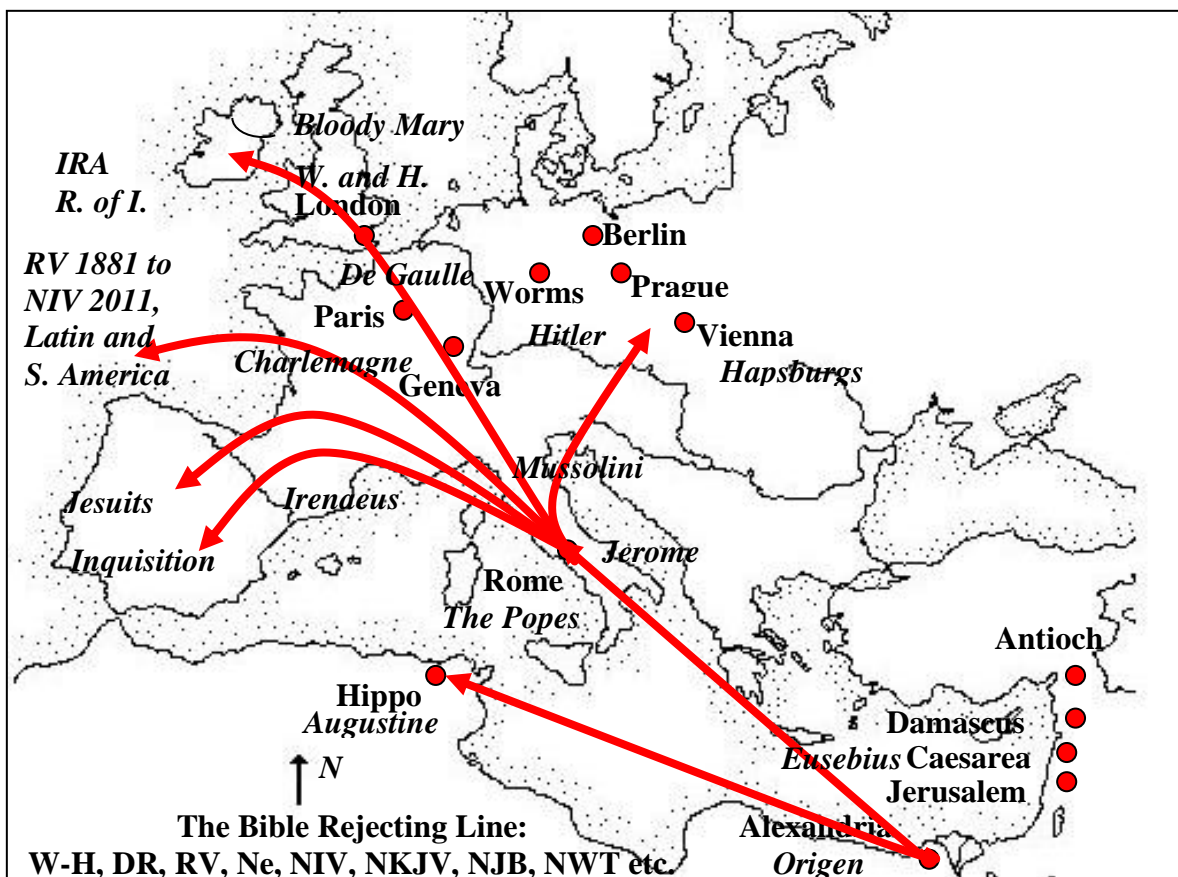 Bloody Mary
IRA
R. of I.
W. and H.
London
Berlin
RV 1881 to
NIV 2011,
Latin and
S. America
De Gaulle
Worms
Prague
Paris
Hitler
Vienna
Charlemagne
Geneva
Hapsburgs
Mussolini
Jesuits
Irenaeus
Inquisition
Jerome
Rome
The Popes
Antioch
Hippo
Augustine
Damascus
Eusebius Caesarea
Jerusalem
N
Alexandria
Origen
The Bible Rejecting Line:
W-H, DR, RV, Ne, NIV, NKJV, NJB, NWT etc.